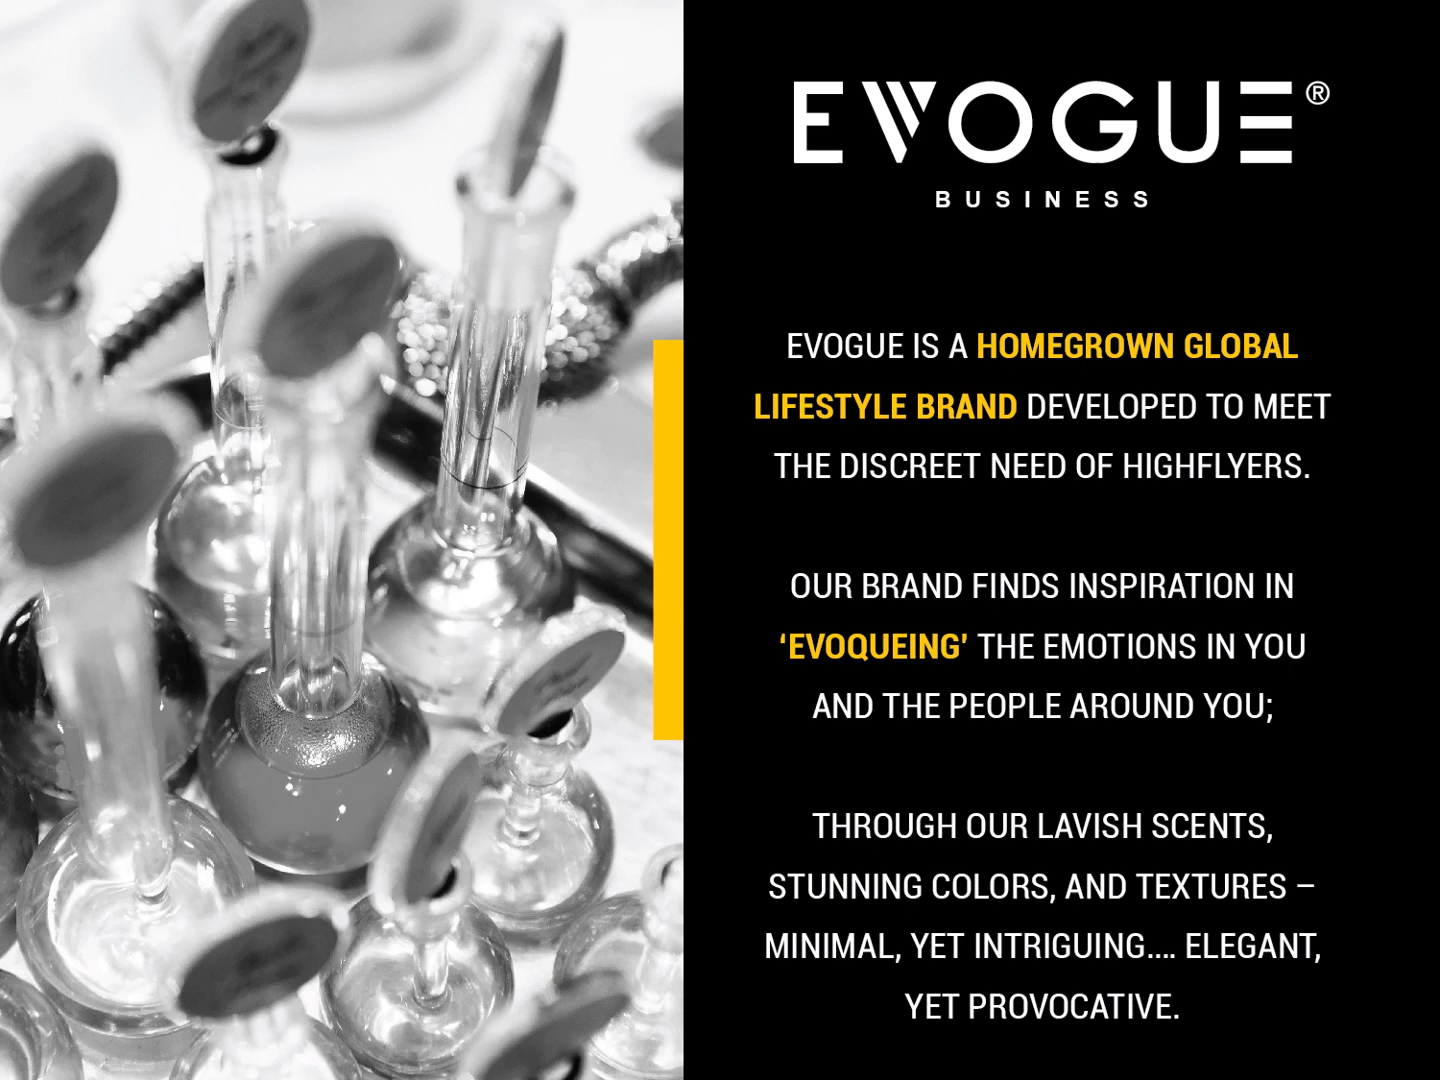 EVOGUE®
BUSINESS
EVOGUE IS A HOMEGROWN GLOBAL
LIFESTYLE BRAND DEVELOPED TO MEET
THE DISCREET NEED OF HIGHFLYERS.
OUR BRAND FINDS INSPIRATION IN
‘EVOQUEING’ THE EMOTIONS IN YOU
AND THE PEOPLE AROUND YOU;
THROUGH OUR LAVISH SCENTS,
STUNNING COLORS, AND TEXTURES –
MINIMAL, YET INTRIGUING.... ELEGANT,
YET PROVOCATIVE.